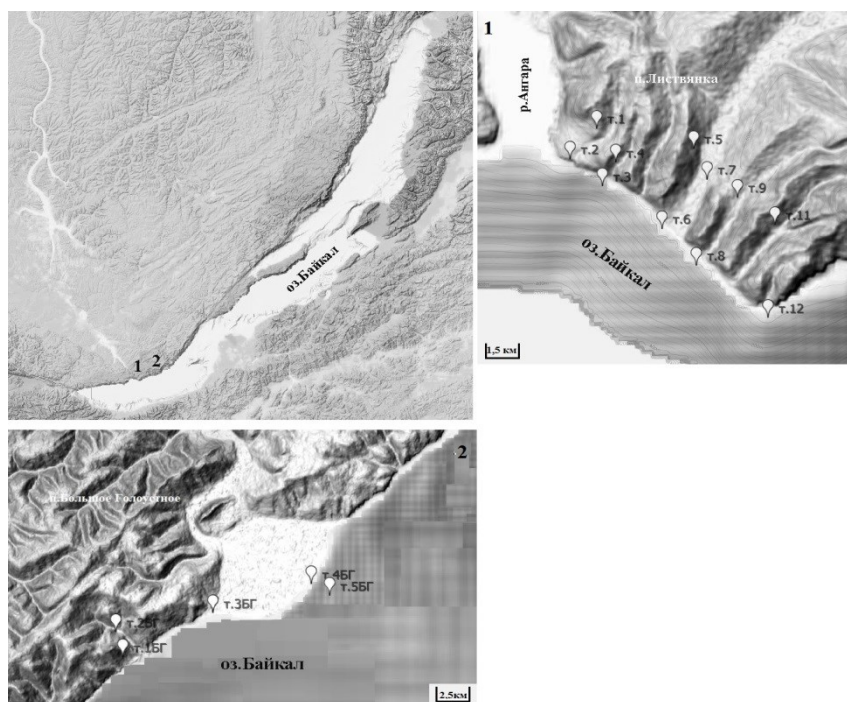 оз.Байкал
1 2
1
р.Ангара
п.Листвянка
т.1
т.2
т.4
т.3
т.5
т.7
т.9
т.6
т.11
т.8
оз.Байкал
т.12
1,5 км
2
п.Большое Голоустное
т.4БГ
т.5БГ
т.3БГ
т.2БГ
т.1БГ
оз.Байкал
2,5км